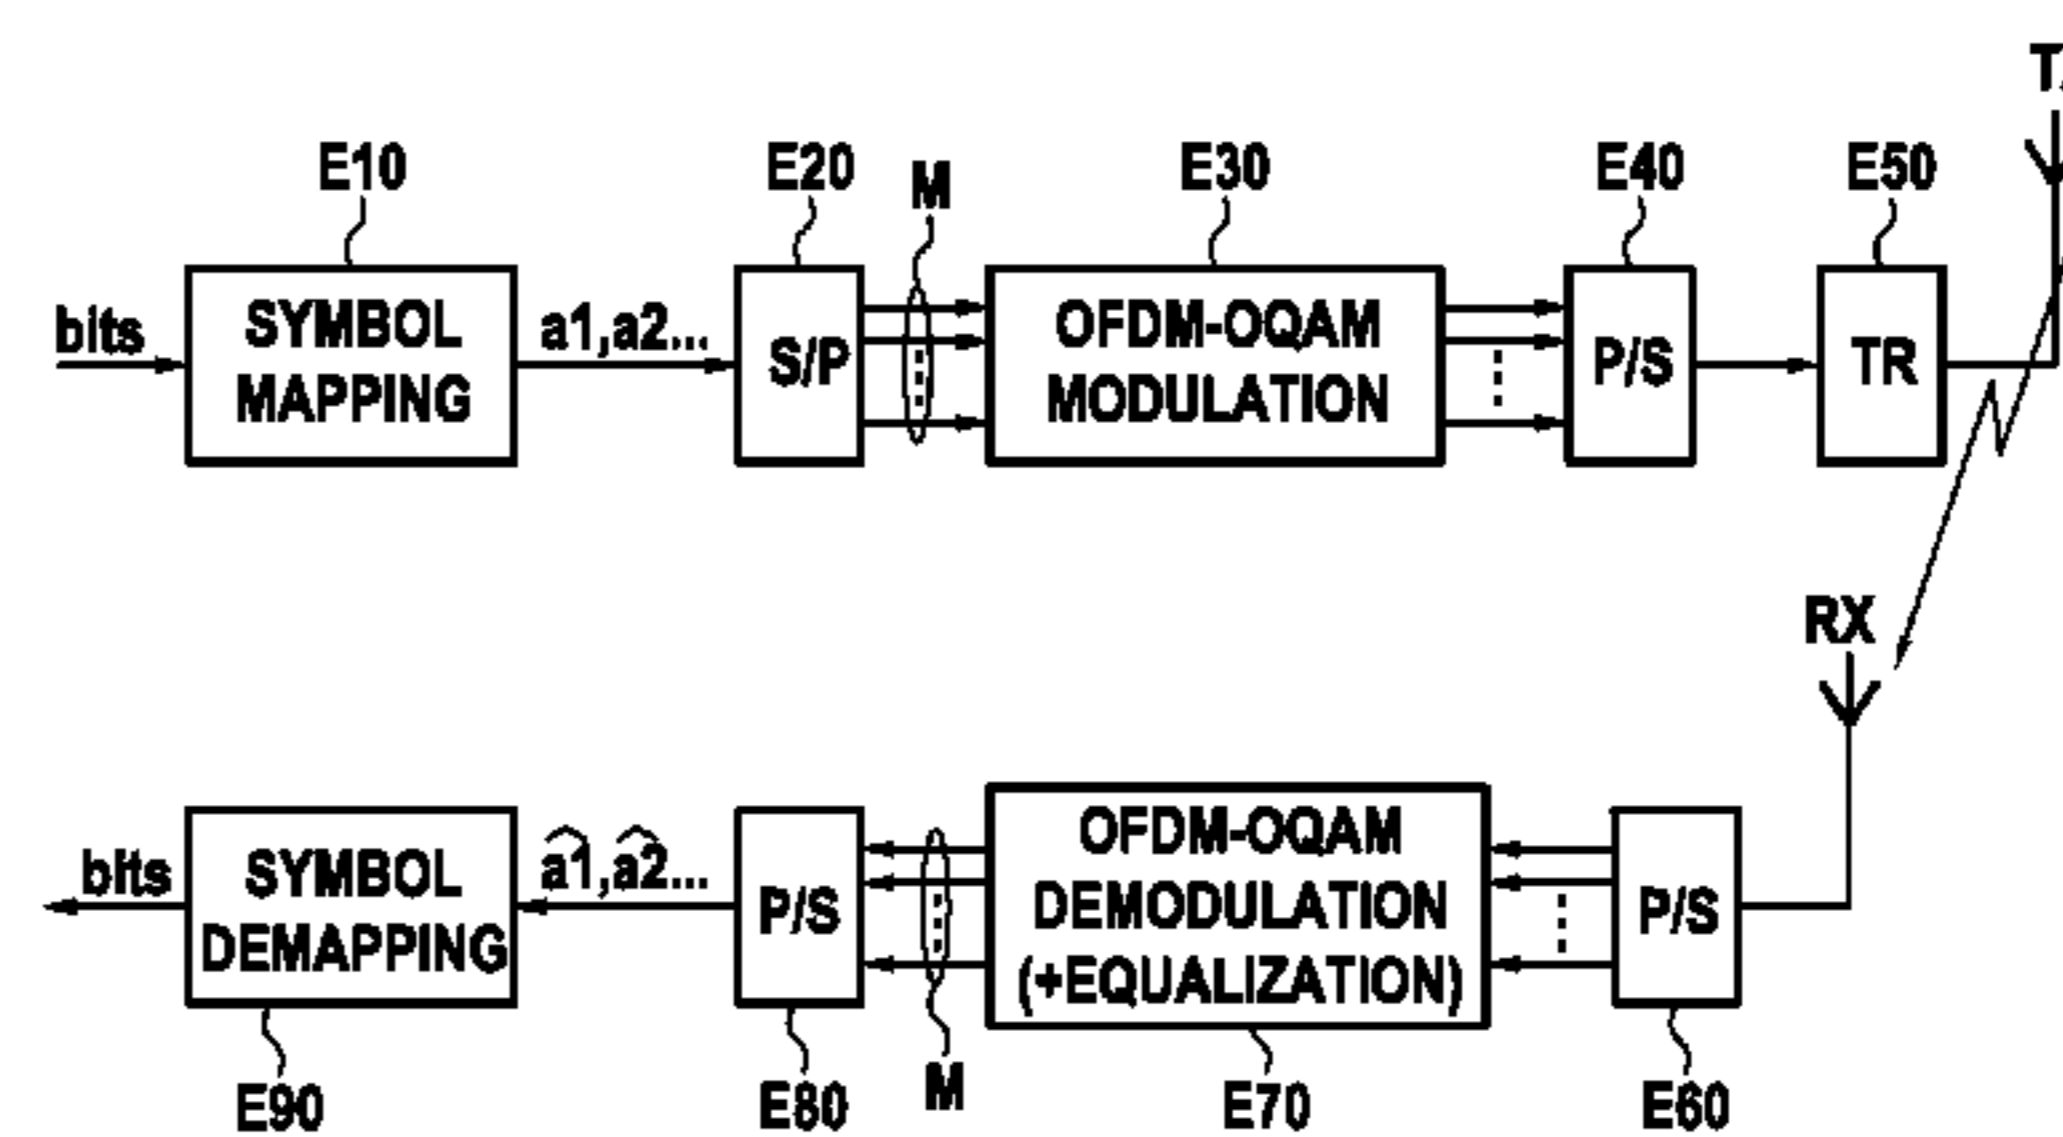 T
E10 E20 M E30 E40 E50
bits SYMBOL MAPPING a1,a2... S/P OFDM-OQAM MODULATION P/S TR
RX
bits SYMBOL DEMAPPING â1,â2... P/S OFDM-OQAM DEMODULATION (+EQUALIZATION) P/S
E90 E80 M E70 E60